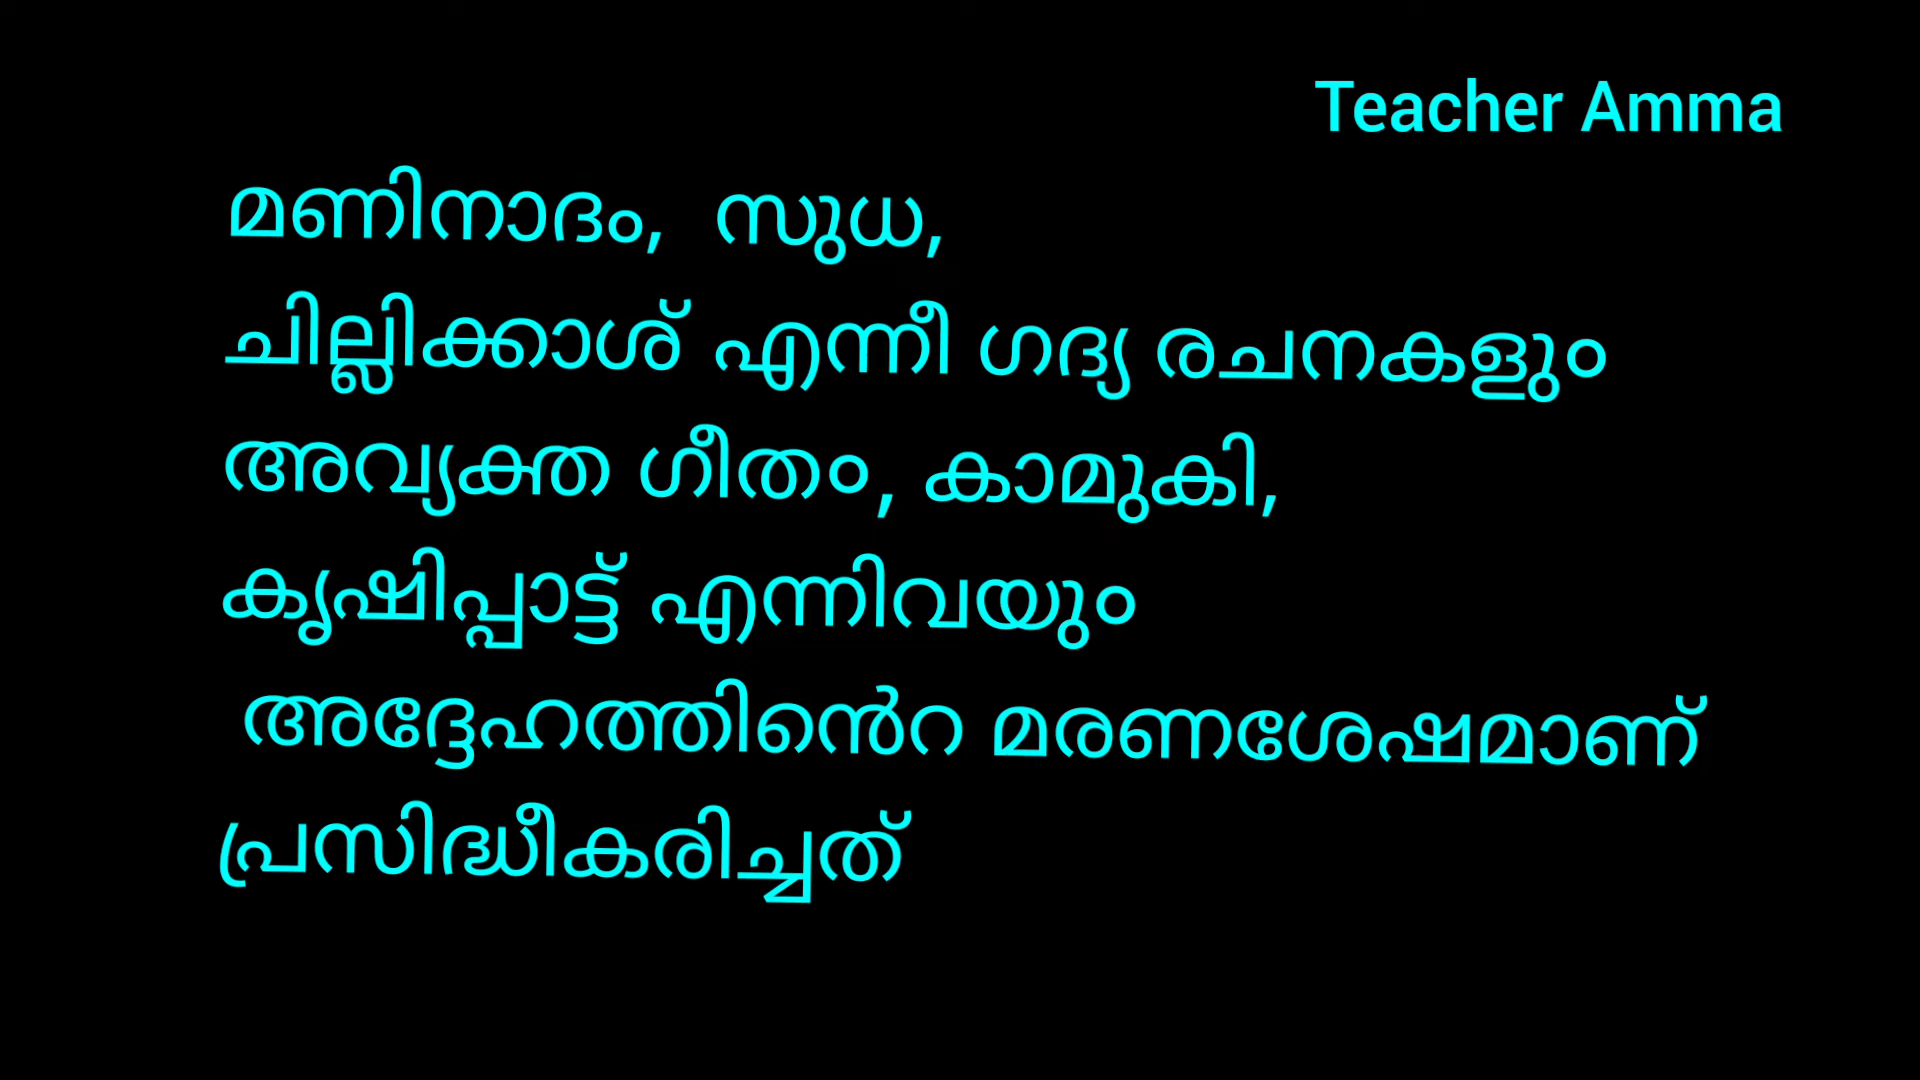 Teacher Amma
മണിനാദം, സുധ,
ചില്ലിക്കാശ് എന്നീ ഗദ്യ രചനകളും
അവ്യക്ത ഗീതം, കാമുകി,
കൃഷിപ്പാട്ട് എന്നിവയും
അദ്ദേഹത്തിൻെറ മരണശേഷമാണ്
പ്രസിദ്ധീകരിച്ചത്